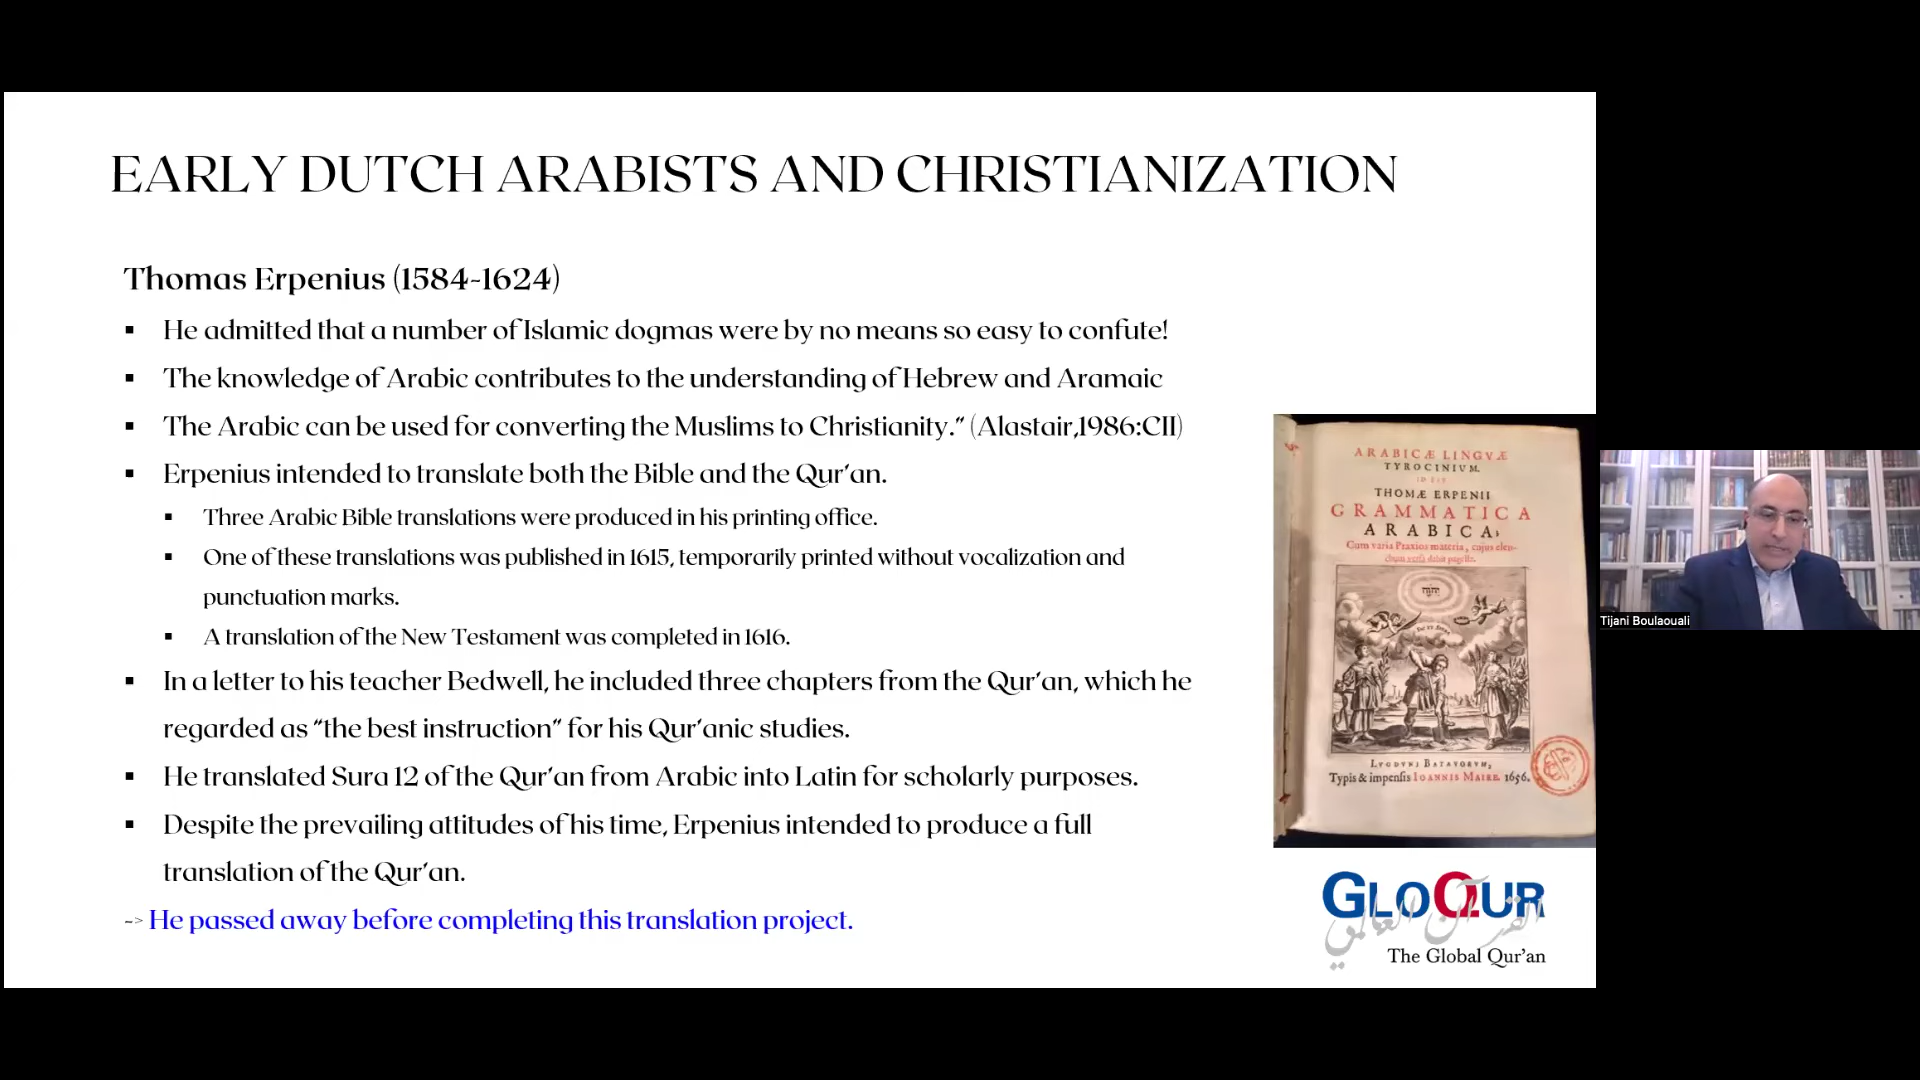 EARLY DUTCH ARABISTS AND CHRISTIANIZATION
Thomas Erpenius (1584-1624)
▪ He admitted that a number of Islamic dogmas were by no means so easy to confute!
▪ The knowledge of Arabic contributes to the understanding of Hebrew and Aramaic
▪ The Arabic can be used for converting the Muslims to Christianity.” (Alastair,1986:CII)
▪ Erpenius intended to translate both the Bible and the Qur’an.
▪ Three Arabic Bible translations were produced in his printing office.
▪ One of these translations was published in 1615, temporarily printed without vocalization and
punctuation marks.
▪ A translation of the New Testament was completed in 1616.
▪ In a letter to his teacher Bedwell, he included three chapters from the Qur’an, which he
regarded as “the best instruction” for his Qur’anic studies.
▪ He translated Sura 12 of the Qur’an from Arabic into Latin for scholarly purposes.
▪ Despite the prevailing attitudes of his time, Erpenius intended to produce a full
translation of the Qur’an.
-> He passed away before completing this translation project.
ARABICÆ LINGVÆ
TYROCINIUM.
ID EST
THOMÆ ERPENII
GRAMMATICA
ARABICA,
Cum varia Praxios materia, cujus elen-
chum versa dabit pagella.
יהוה
LVGDVNI BATAVORVM,
Typis & impensis IOANNIS MAIRE. 1656.
GLOQUR
القرآن العالمي
The Global Qur’an
Tijani Boulaouali